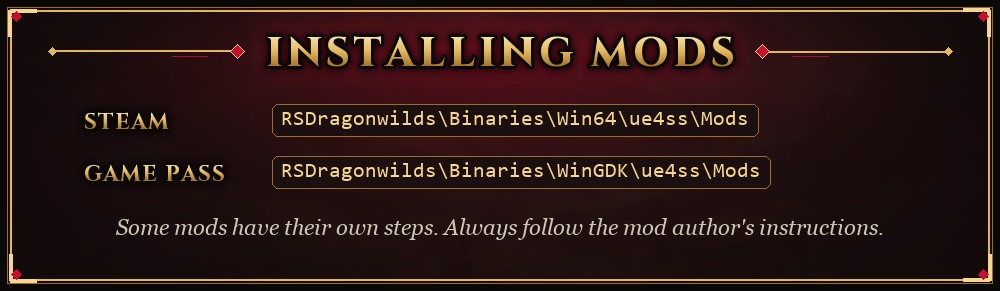 INSTALLING MODS
STEAM RSDragonwilds\Binaries\Win64\ue4ss\Mods
GAME PASS RSDragonwilds\Binaries\WinGDK\ue4ss\Mods
Some mods have their own steps. Always follow the mod author's instructions.